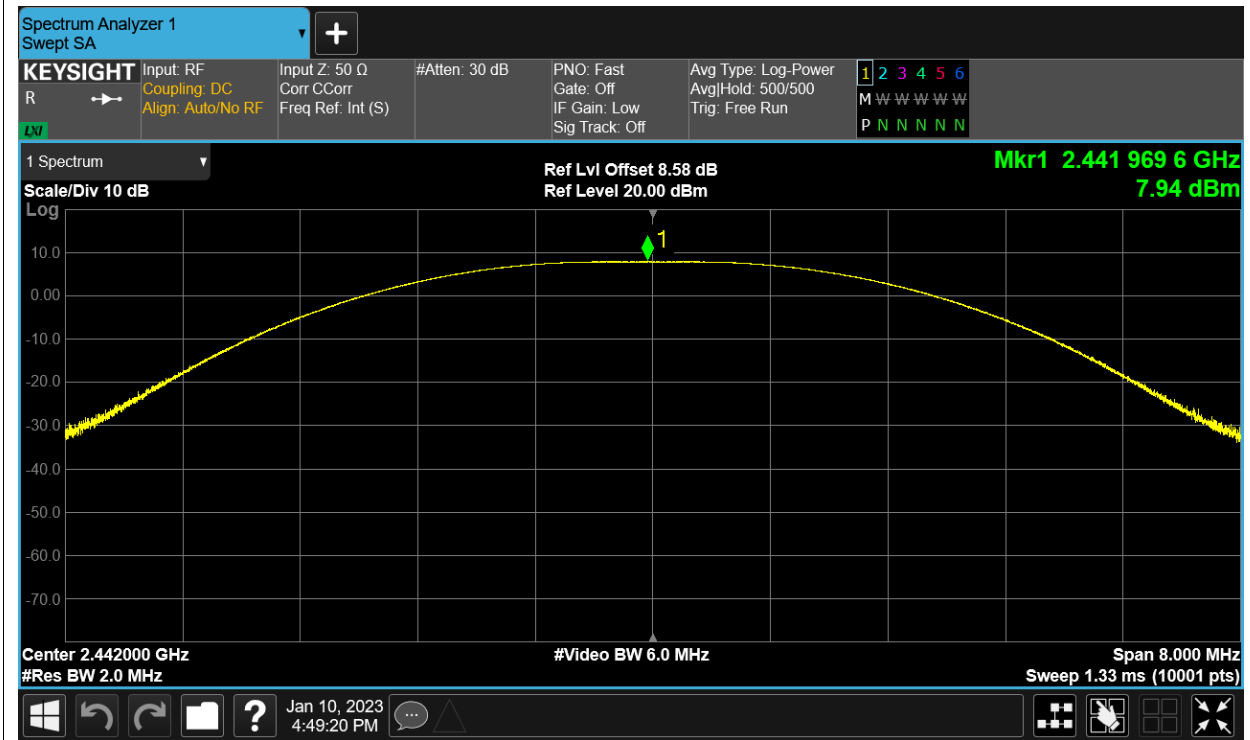 Spectrum Analyzer 1
Swept SA
KEYSIGHT
R
LXI
Input: RF
Coupling: DC
Align: Auto/No RF
Input Z: 50 Ω
Corr CCorr
Freq Ref: Int (S)
#Atten: 30 dB
PNO: Fast
Gate: Off
IF Gain: Low
Sig Track: Off
Avg Type: Log-Power
Avg|Hold: 500/500
Trig: Free Run
1 2 3 4 5 6
M W W W W W
P N N N N N
1 Spectrum
Scale/Div 10 dB
Log
Ref Lvl Offset 8.58 dB
Ref Level 20.00 dBm
Mkr1 2.441 969 6 GHz
7.94 dBm
1
10.0
0.00
-10.0
-20.0
-30.0
-40.0
-50.0
-60.0
-70.0
Center 2.442000 GHz
#Res BW 2.0 MHz
#Video BW 6.0 MHz
Span 8.000 MHz
Sweep 1.33 ms (10001 pts)
?
Jan 10, 2023
4:49:20 PM